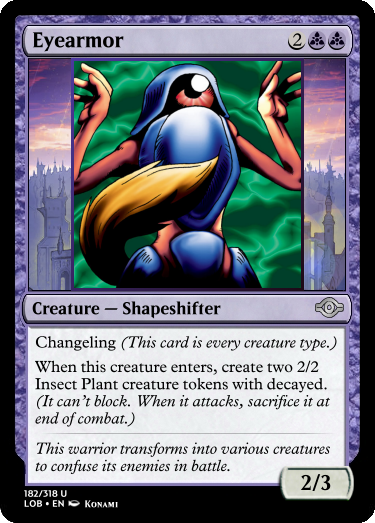 Eyearmor 2
Creature — Shapeshifter
Changeling (This card is every creature type.)
When this creature enters, create two 2/2
Insect Plant creature tokens with decayed.
(It can't block. When it attacks, sacrifice it at
end of combat.)
This warrior transforms into various creatures
to confuse its enemies in battle.
2/3
182/318 U
LOB • EN Konami